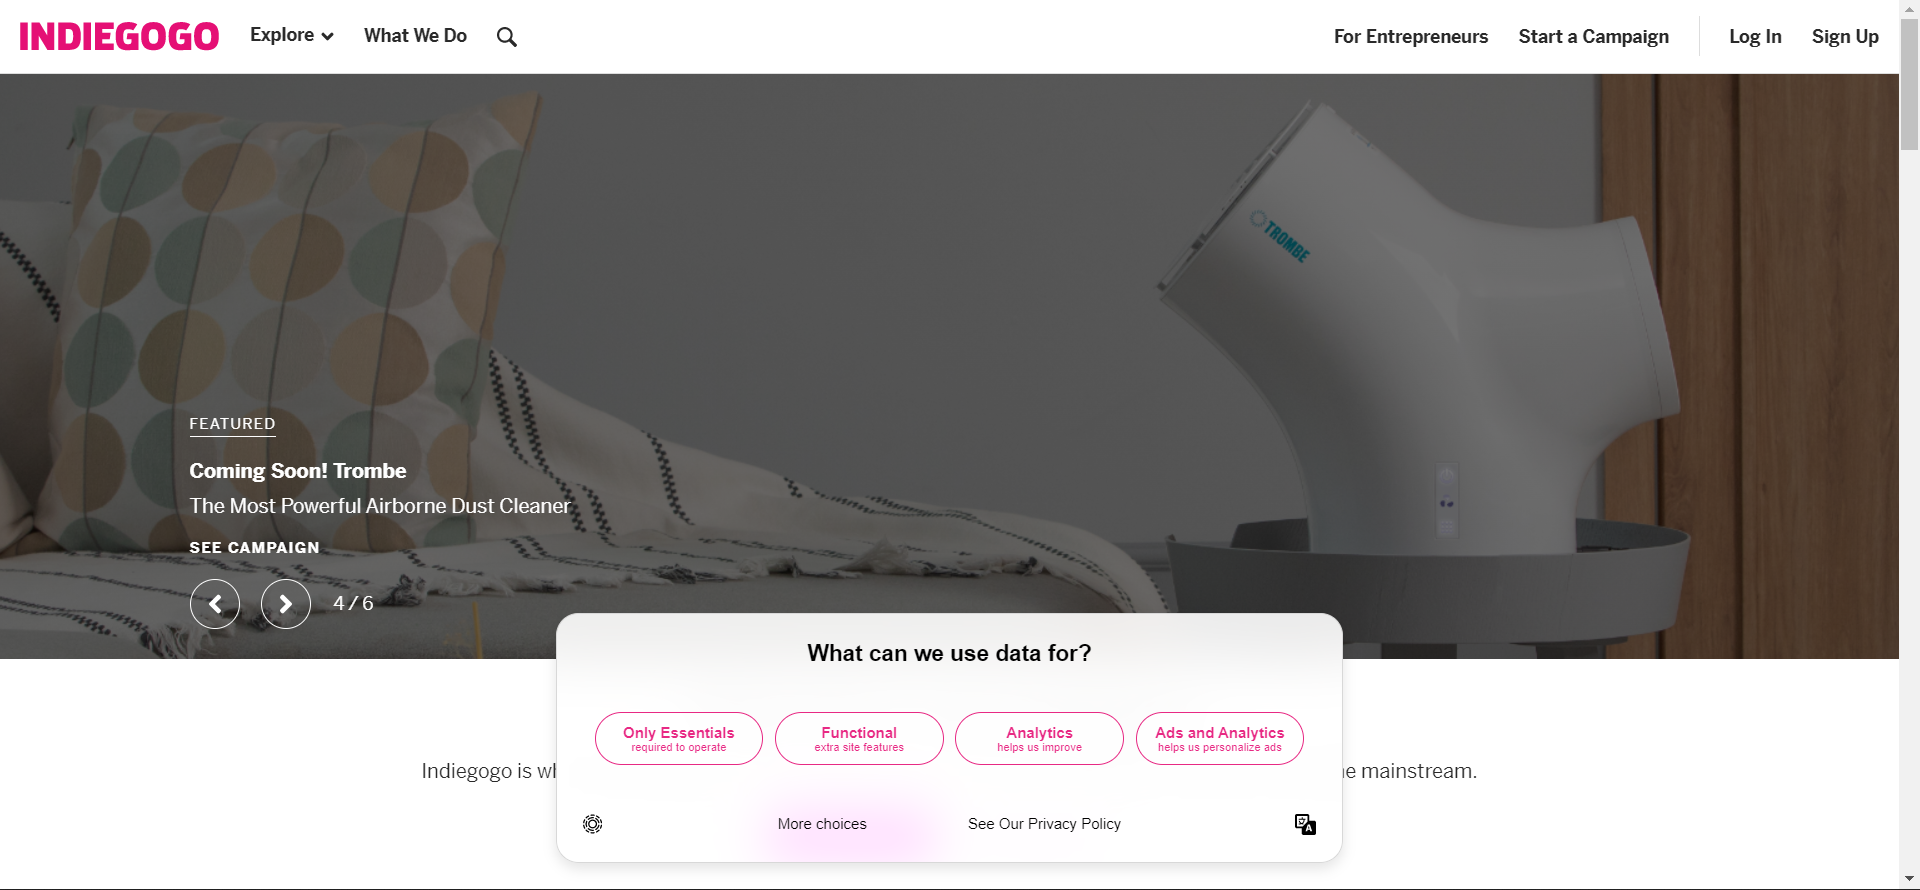 INDIEGOGO
Explore
What We Do
For Entrepreneurs
Start a Campaign
Log In
Sign Up
TROMBE
FEATURED
Coming Soon! Trombe
The Most Powerful Airborne Dust Cleaner
SEE CAMPAIGN
4 / 6
What can we use data for?
Only Essentials
required to operate
Functional
extra site features
Analytics
helps us improve
Ads and Analytics
helps us personalize ads
Indiegogo is
mainstream.
More choices
See Our Privacy Policy